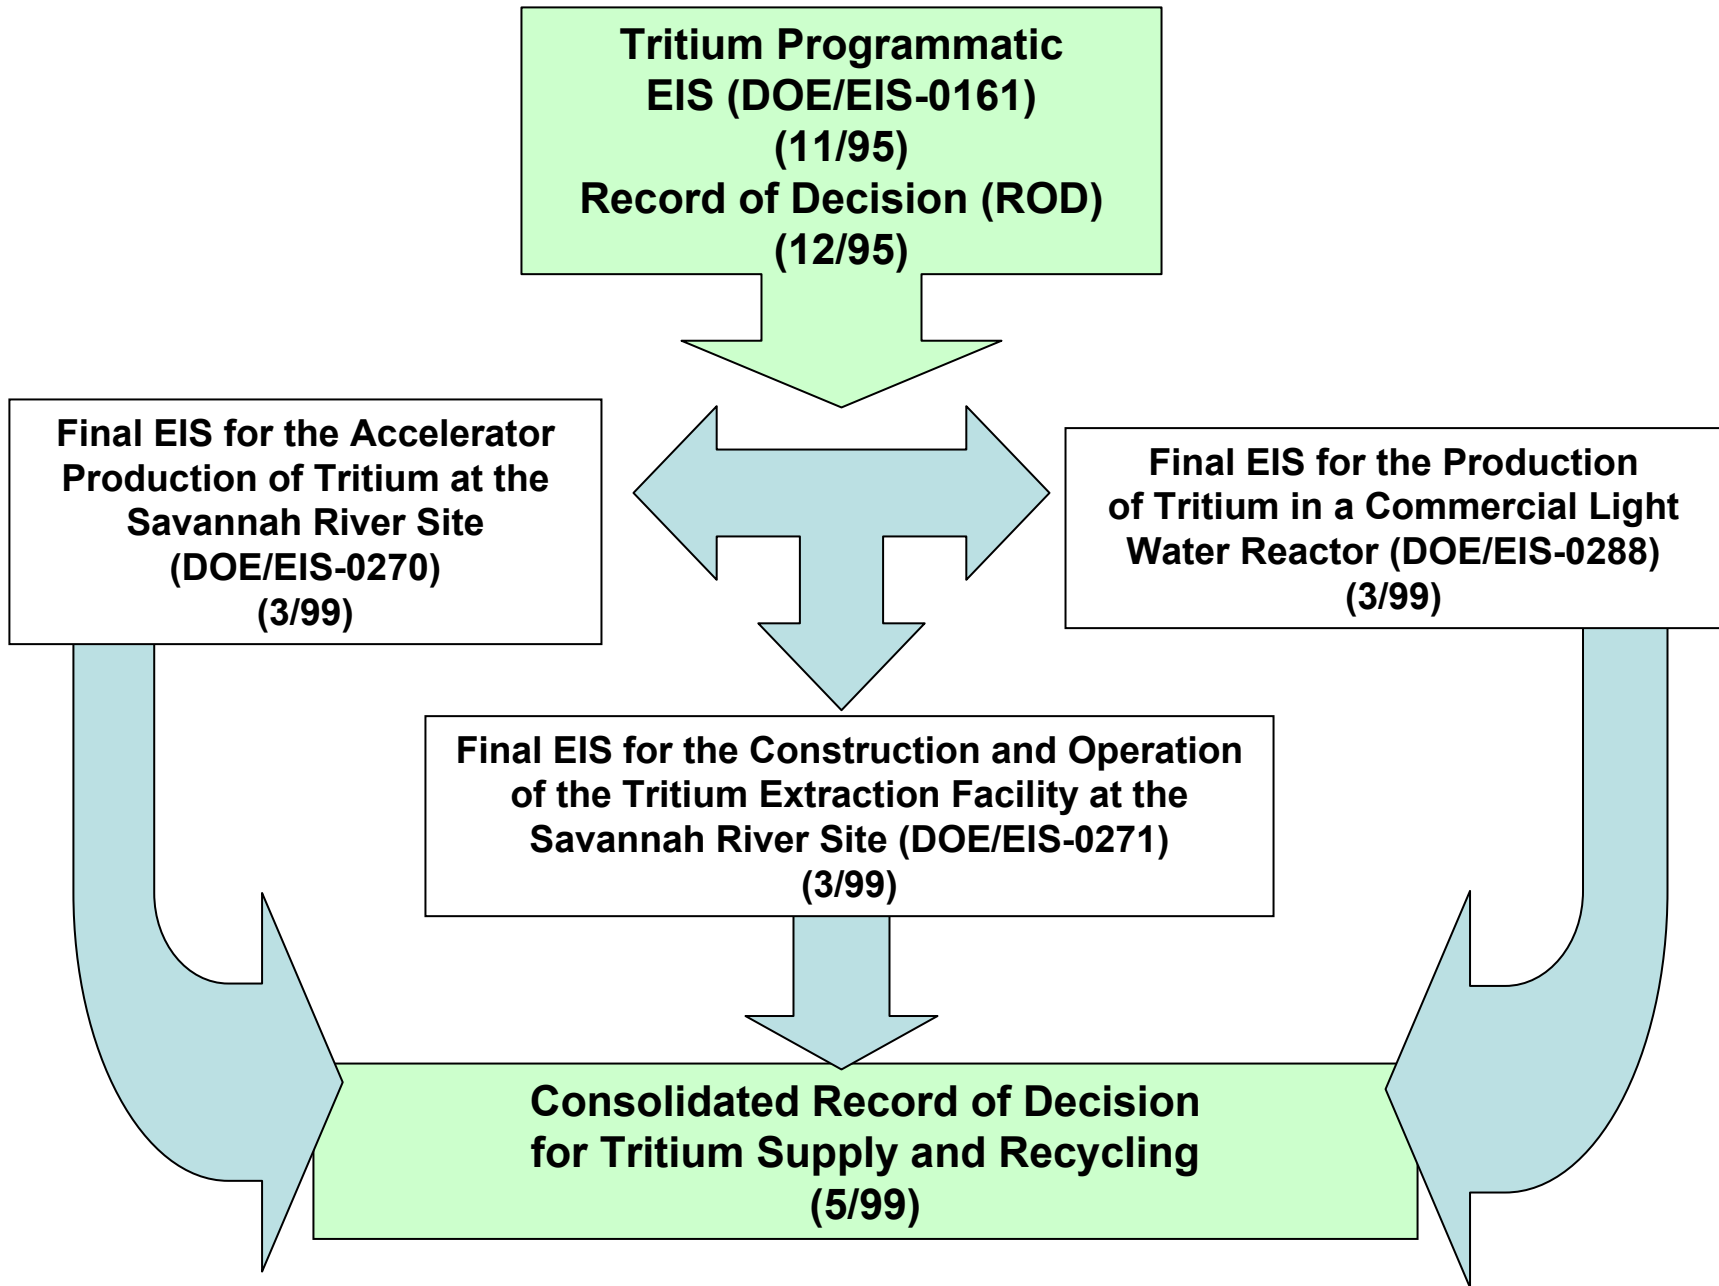 Tritium Programmatic
EIS (DOE/EIS-0161)
(11/95)
Record of Decision (ROD)
(12/95)
Final EIS for the Accelerator
Production of Tritium at the
Savannah River Site
(DOE/EIS-0270)
(3/99)
Final EIS for the Production
of Tritium in a Commercial Light
Water Reactor (DOE/EIS-0288)
(3/99)
Final EIS for the Construction and Operation
of the Tritium Extraction Facility at the
Savannah River Site (DOE/EIS-0271)
(3/99)
Consolidated Record of Decision
for Tritium Supply and Recycling
(5/99)